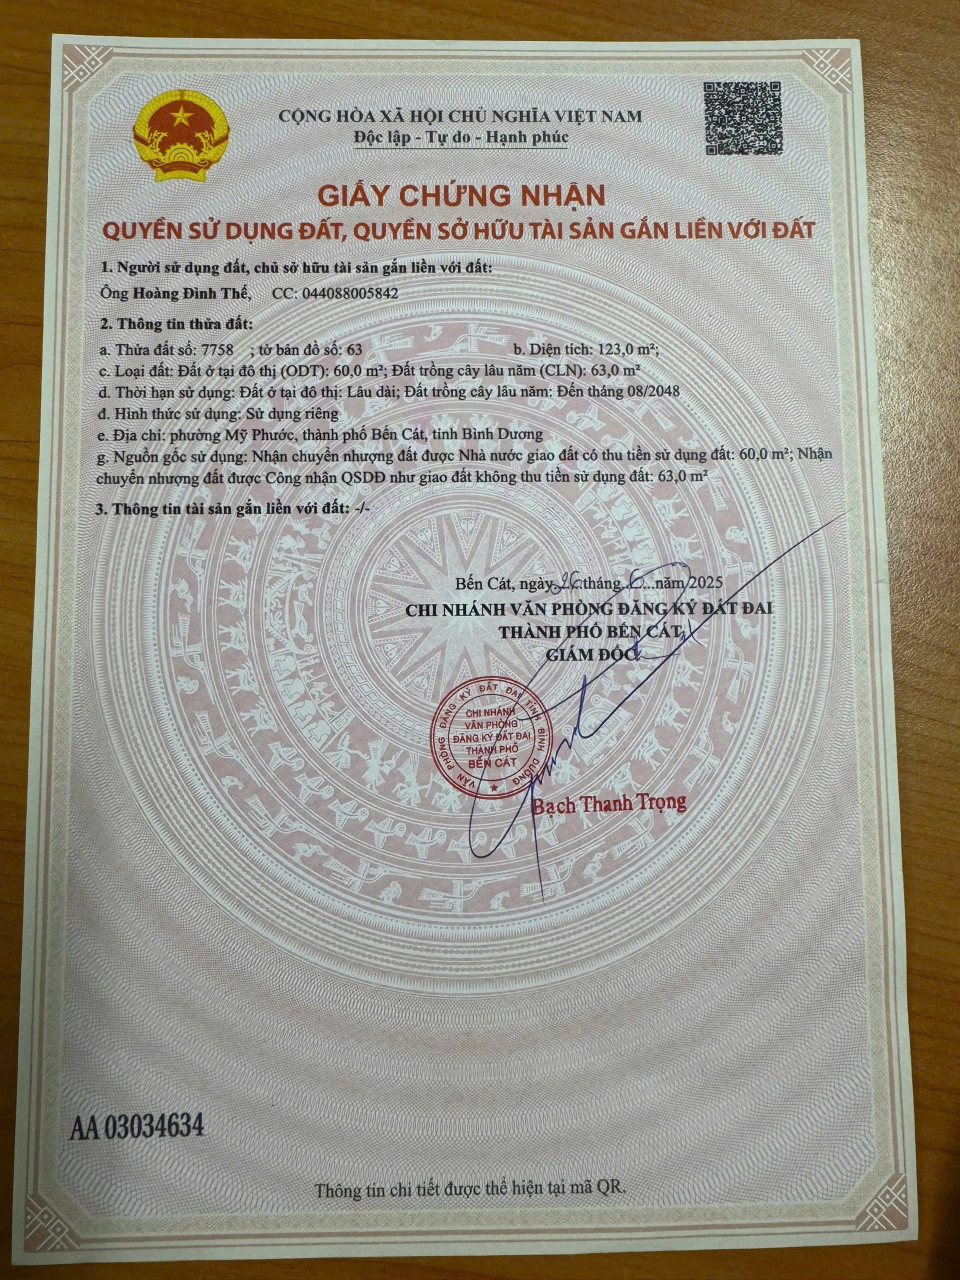 CỘNG HÒA XÃ HỘI CHỦ NGHĨA VIỆT NAM
Độc lập - Tự do - Hạnh phúc
GIẤY CHỨNG NHẬN
QUYỀN SỬ DỤNG ĐẤT, QUYỀN SỞ HỮU TÀI SẢN GẮN LIỀN VỚI ĐẤT
1. Người sử dụng đất, chủ sở hữu tài sản gắn liền với đất:
Ông Hoàng Đình Thế, CC: 044088005842
2. Thông tin thửa đất:
a. Thửa đất số: 7758 ; tờ bản đồ số: 63 b. Diện tích: 123,0 m²;
c. Loại đất: Đất ở tại đô thị (ODT): 60,0 m²; Đất trồng cây lâu năm (CLN): 63,0 m²
d. Thời hạn sử dụng: Đất ở tại đô thị: Lâu dài; Đất trồng cây lâu năm: Đến tháng 08/2048
đ. Hình thức sử dụng: Sử dụng riêng
e. Địa chỉ: phường Mỹ Phước, thành phố Bến Cát, tỉnh Bình Dương
g. Nguồn gốc sử dụng: Nhận chuyển nhượng đất được Nhà nước giao đất có thu tiền sử dụng đất: 60,0 m²; Nhận
chuyển nhượng đất được Công nhận QSDĐ như giao đất không thu tiền sử dụng đất: 63,0 m²
3. Thông tin tài sản gắn liền với đất: -/-
Bến Cát, ngày 26 tháng 6 năm 2025
CHI NHÁNH VĂN PHÒNG ĐĂNG KÝ ĐẤT ĐAI
THÀNH PHỐ BẾN CÁT
GIÁM ĐỐC
VĂN PHÒNG ĐĂNG KÝ ĐẤT ĐAI TỈNH BÌNH DƯƠNG
CHI NHÁNH
VĂN PHÒNG
ĐĂNG KÝ ĐẤT ĐAI
THÀNH PHỐ
BẾN CÁT
Bạch Thanh Trọng
AA 03034634
Thông tin chi tiết được thể hiện tại mã QR.